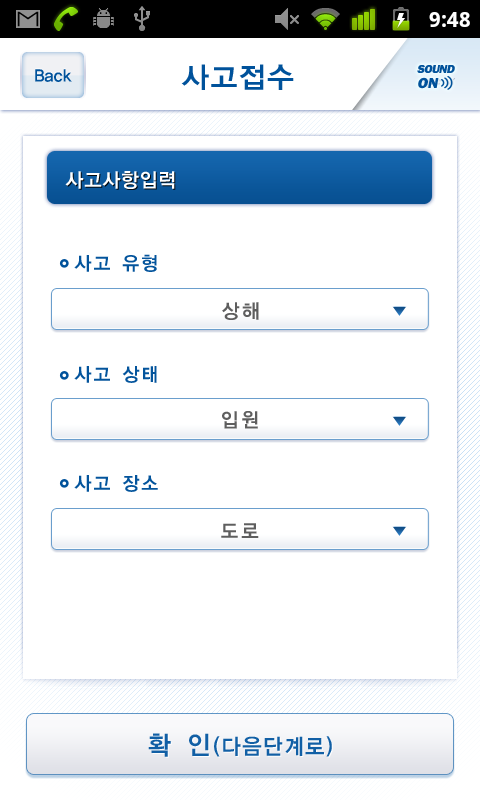 9:48
Back
사고접수
SOUND
ON
사고사항입력
사고 유형
상해
사고 상태
입원
사고 장소
도로
확 인(다음단계로)